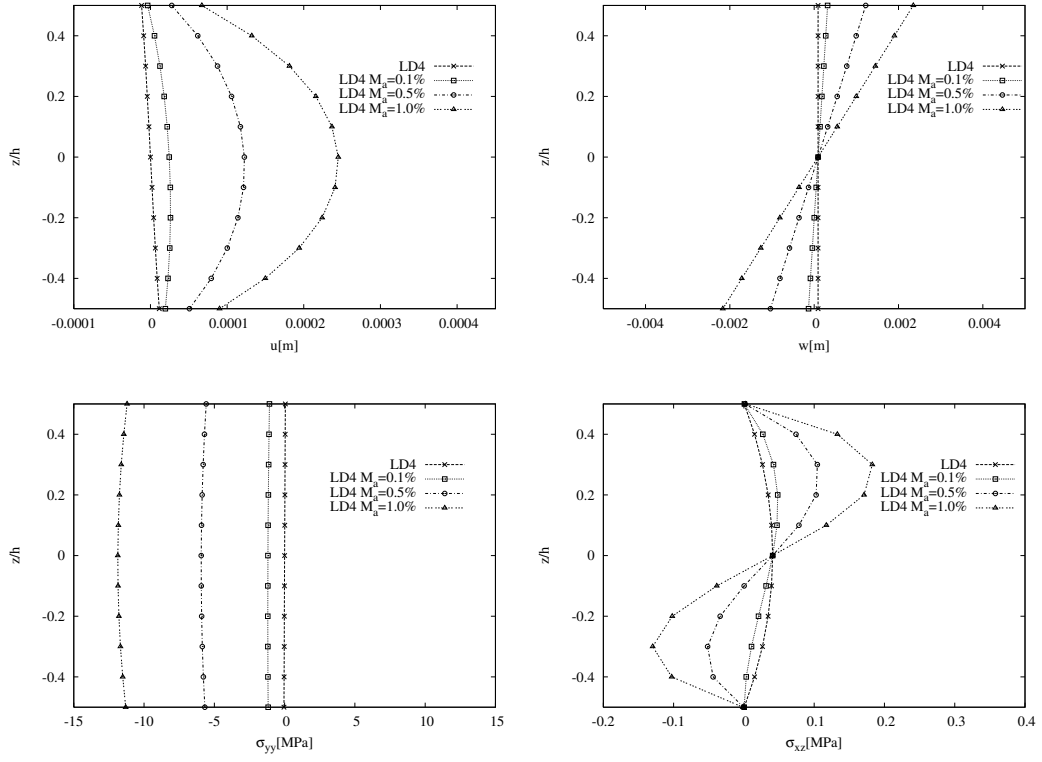 0.4
0.2
0
-0.2
-0.4
z/h
-0.0001 0 0.0001 0.0002 0.0003 0.0004
u[m]
LD4
LD4 Ma=0.1%
LD4 Ma=0.5%
LD4 Ma=1.0%
0.4
0.2
0
-0.2
-0.4
z/h
-0.004 -0.002 0 0.002 0.004
w[m]
LD4
LD4 Ma=0.1%
LD4 Ma=0.5%
LD4 Ma=1.0%
0.4
0.2
0
-0.2
-0.4
z/h
-15 -10 -5 0 5 10 15
σyy[MPa]
LD4
LD4 Ma=0.1%
LD4 Ma=0.5%
LD4 Ma=1.0%
0.4
0.2
0
-0.2
-0.4
z/h
-0.2 -0.1 0 0.1 0.2 0.3 0.4
σxz[MPa]
LD4
LD4 Ma=0.1%
LD4 Ma=0.5%
LD4 Ma=1.0%